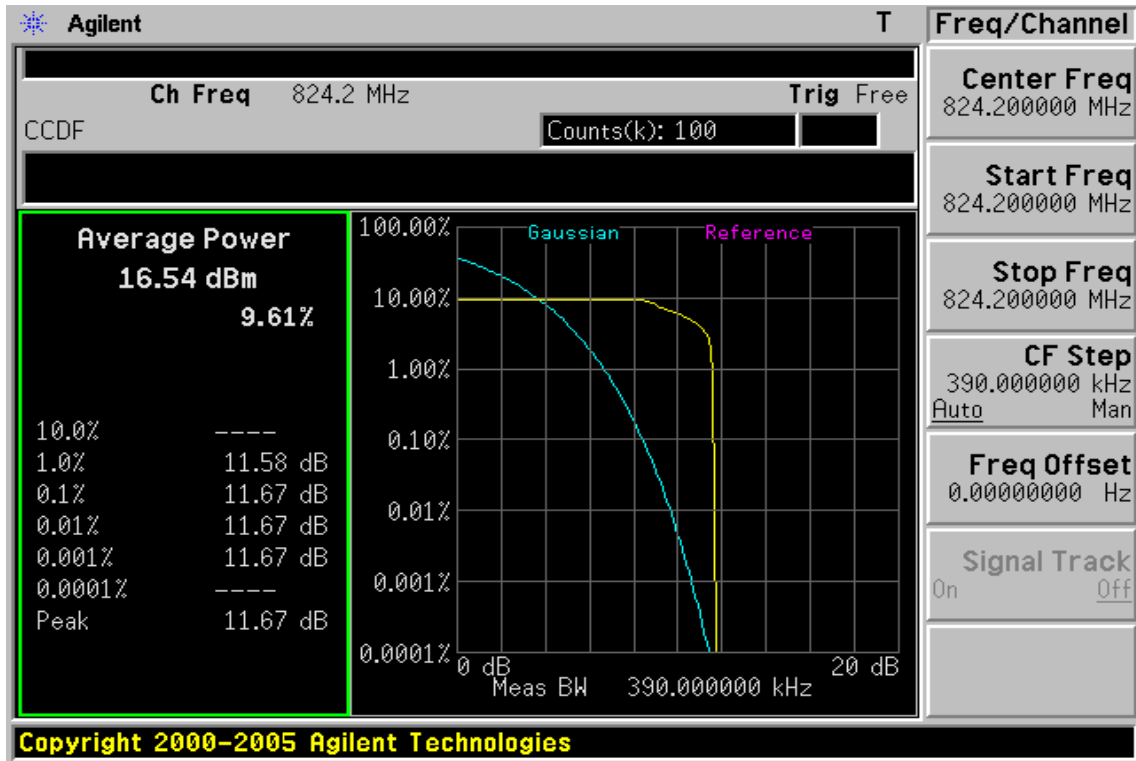 Agilent T
Ch Freq 824.2 MHz Trig Free
CCDF
Counts(k): 100
Average Power
16.54 dBm
9.61%
10.0% ----
1.0% 11.58 dB
0.1% 11.67 dB
0.01% 11.67 dB
0.001% 11.67 dB
0.0001% ----
Peak 11.67 dB
Gaussian Reference
100.00%
10.00%
1.00%
0.10%
0.01%
0.001%
0.0001%
0 dB 20 dB
Meas BW 390.000000 kHz
Freq/Channel
Center Freq
824.200000 MHz
Start Freq
824.200000 MHz
Stop Freq
824.200000 MHz
CF Step
390.000000 kHz
Auto Man
Freq Offset
0.00000000 Hz
Signal Track
On Off
Copyright 2000-2005 Agilent Technologies